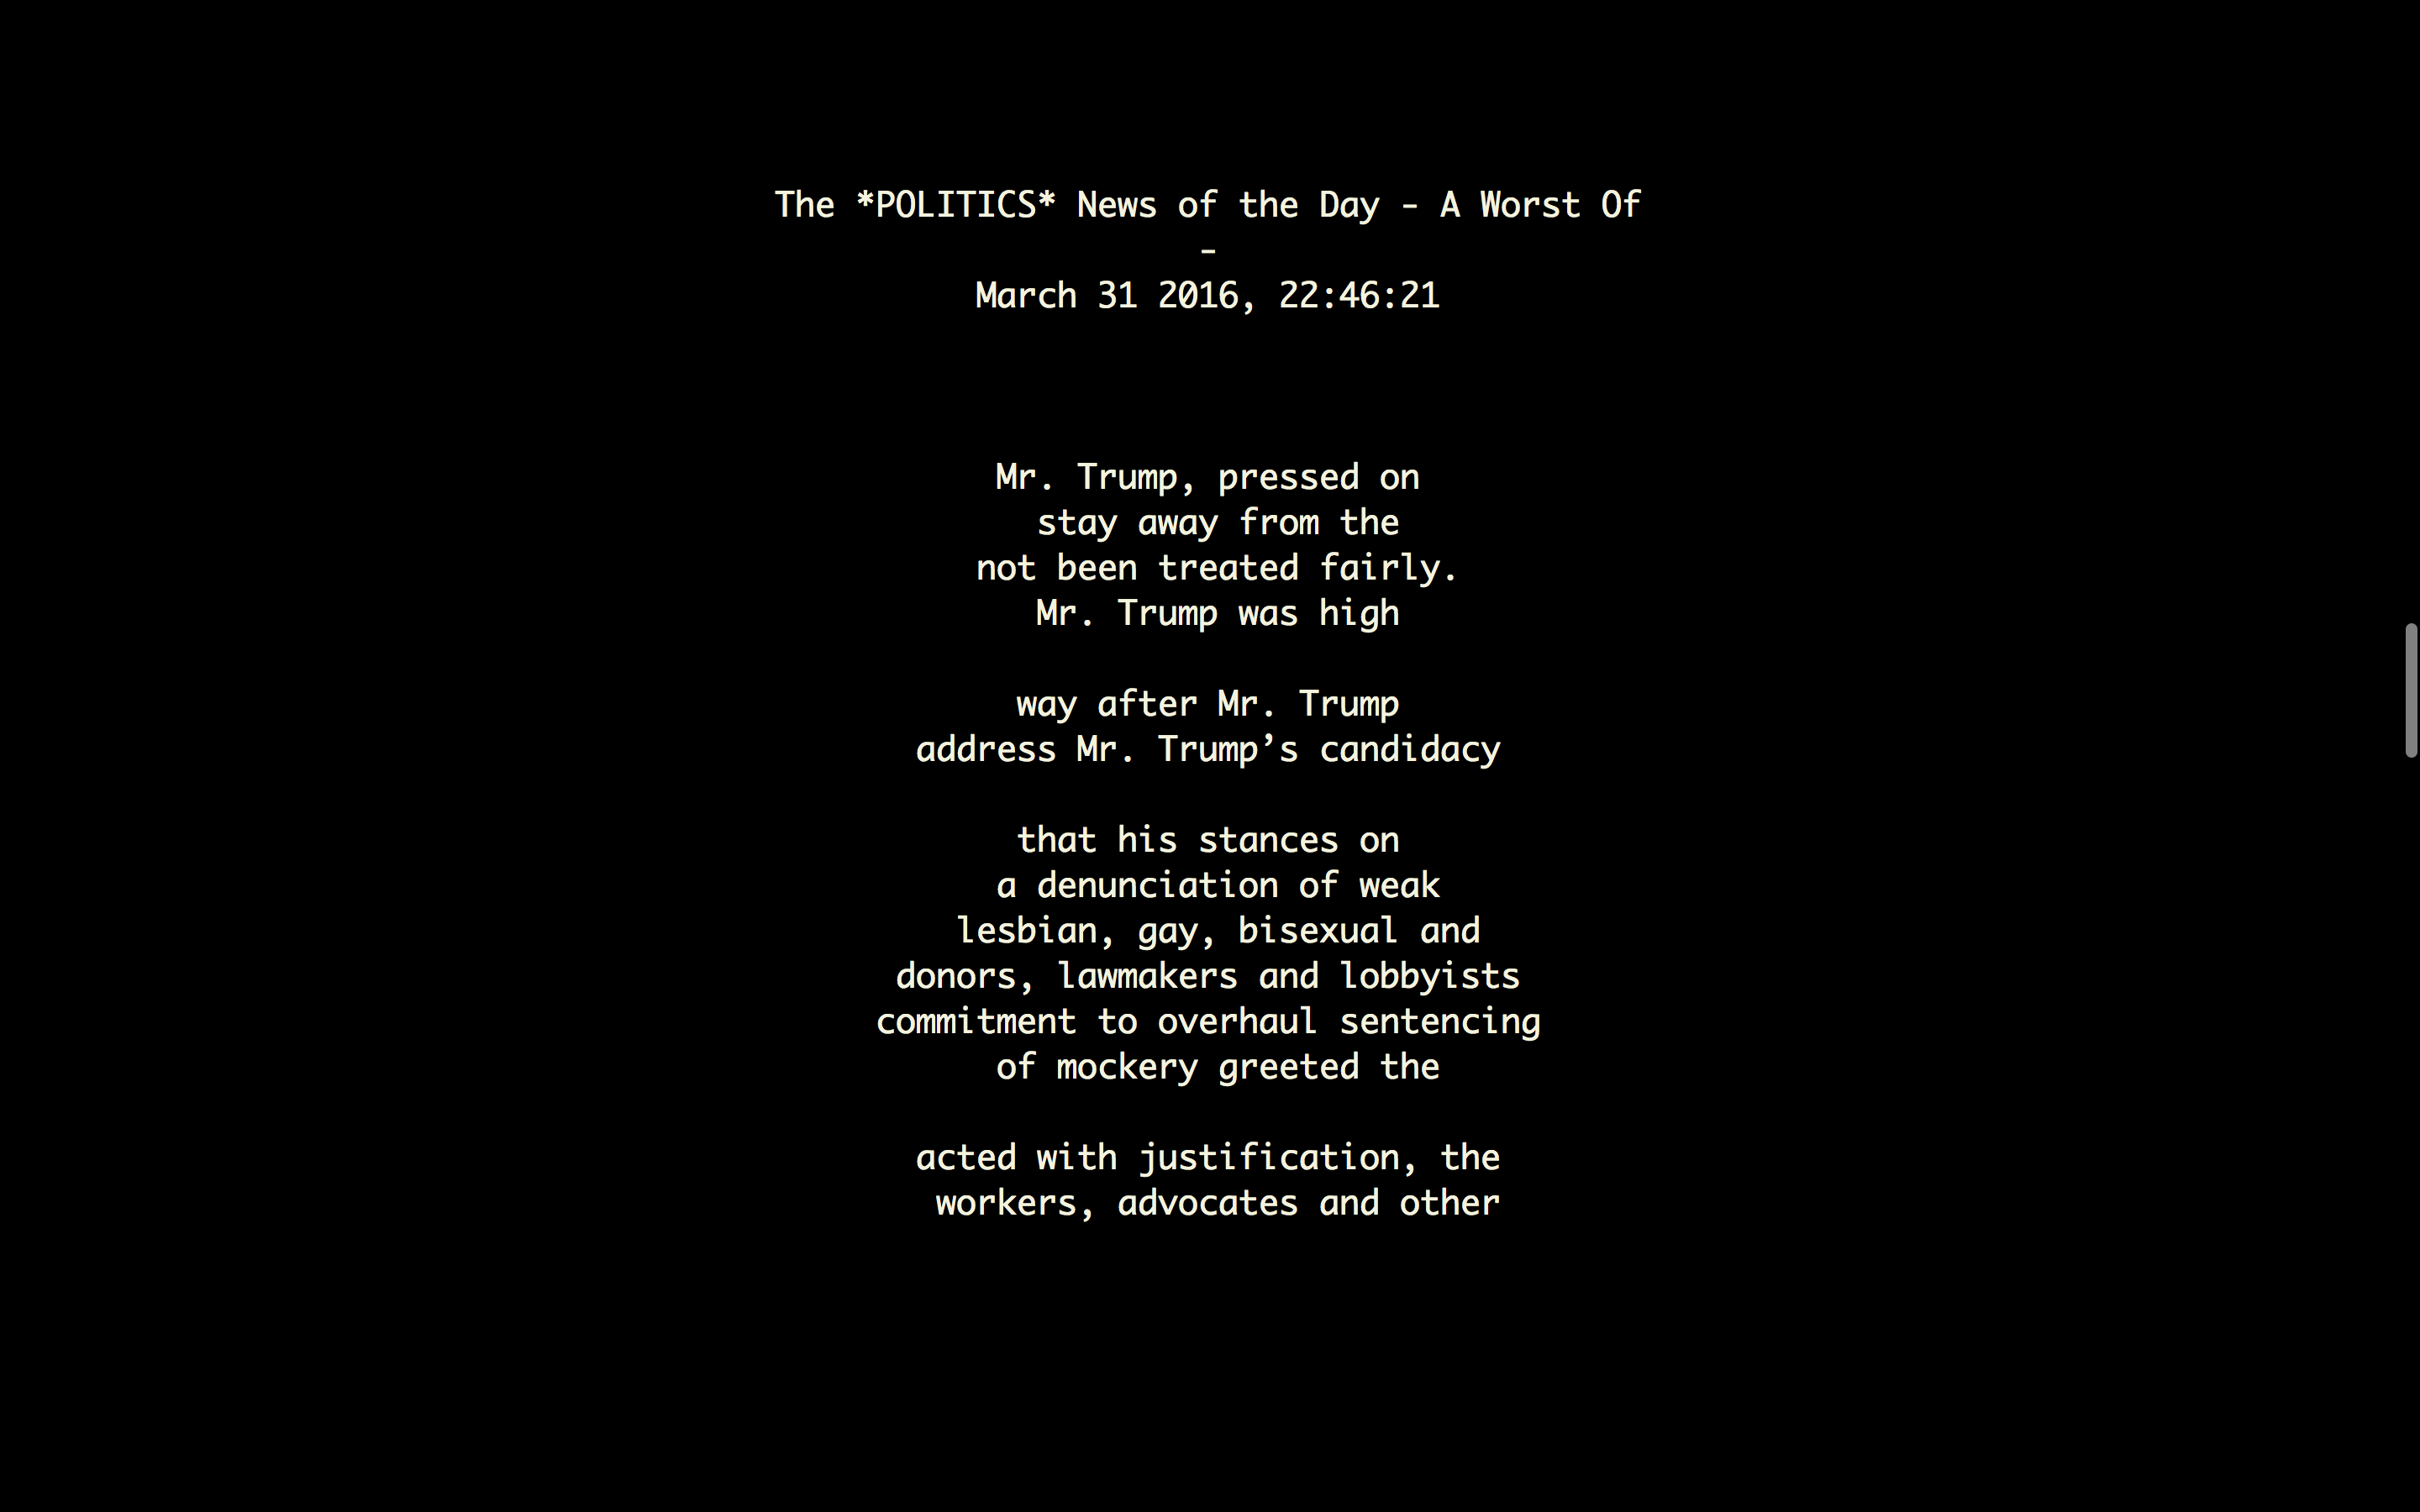 The *POLITICS* News of the Day - A Worst Of
-
March 31 2016, 22:46:21
Mr. Trump, pressed on
stay away from the
not been treated fairly.
Mr. Trump was high
way after Mr. Trump
address Mr. Trump’s candidacy
that his stances on
a denunciation of weak
lesbian, gay, bisexual and
donors, lawmakers and lobbyists
commitment to overhaul sentencing
of mockery greeted the
acted with justification, the
workers, advocates and other